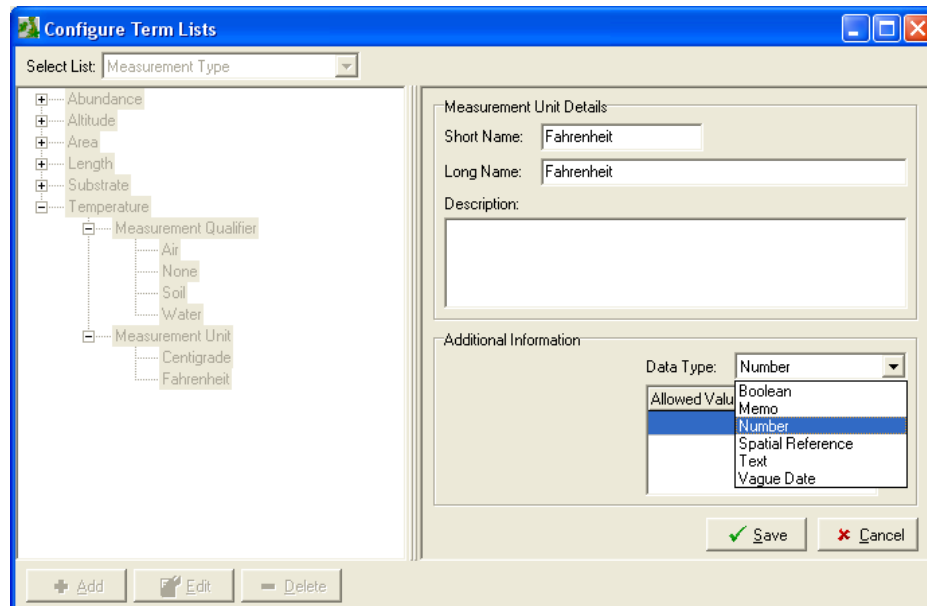 Configure Term Lists
Select List: Measurement Type
Abundance
Altitude
Area
Length
Substrate
Temperature
Measurement Qualifier
Air
None
Soil
Water
Measurement Unit
Centigrade
Fahrenheit
Measurement Unit Details
Short Name: Fahrenheit
Long Name: Fahrenheit
Description:
Additional Information
Data Type: Number
Allowed Valu
Boolean
Memo
Number
Spatial Reference
Text
Vague Date
Save Cancel
Add Edit Delete